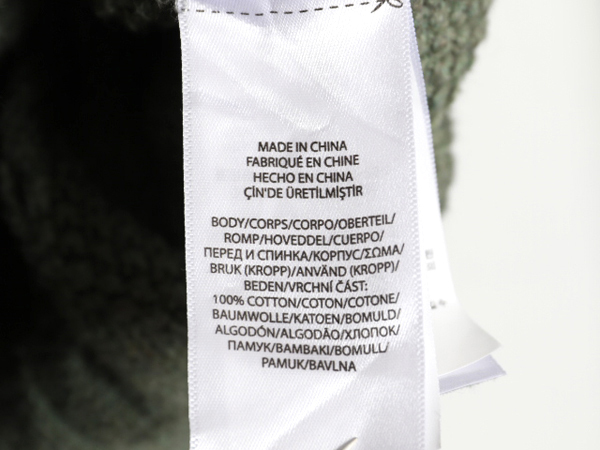 MADE IN CHINA
FABRIQUÉ EN CHINE
HECHO EN CHINA
ÇİN'DE ÜRETİLMİŞTİR
BODY/CORPS/CORPO/OBERTEIL/
ROMP/HOVEDDEL/CUERPO/
ПЕРЕД И СПИНКА/КОРПУС/ΣΩΜΑ/
BRUK (KROPP)/ANVÄND (KROPP)/
BEDEN/VRCHNÍ ČÁST:
100% COTTON/COTON/COTONE/
BAUMWOLLE/KATOEN/BOMULD/
ALGODÓN/ALGODÃO/ХЛОПОК/
ПАМУК/BAMBAKI/BOMULL/
PAMUK/BAVLNA